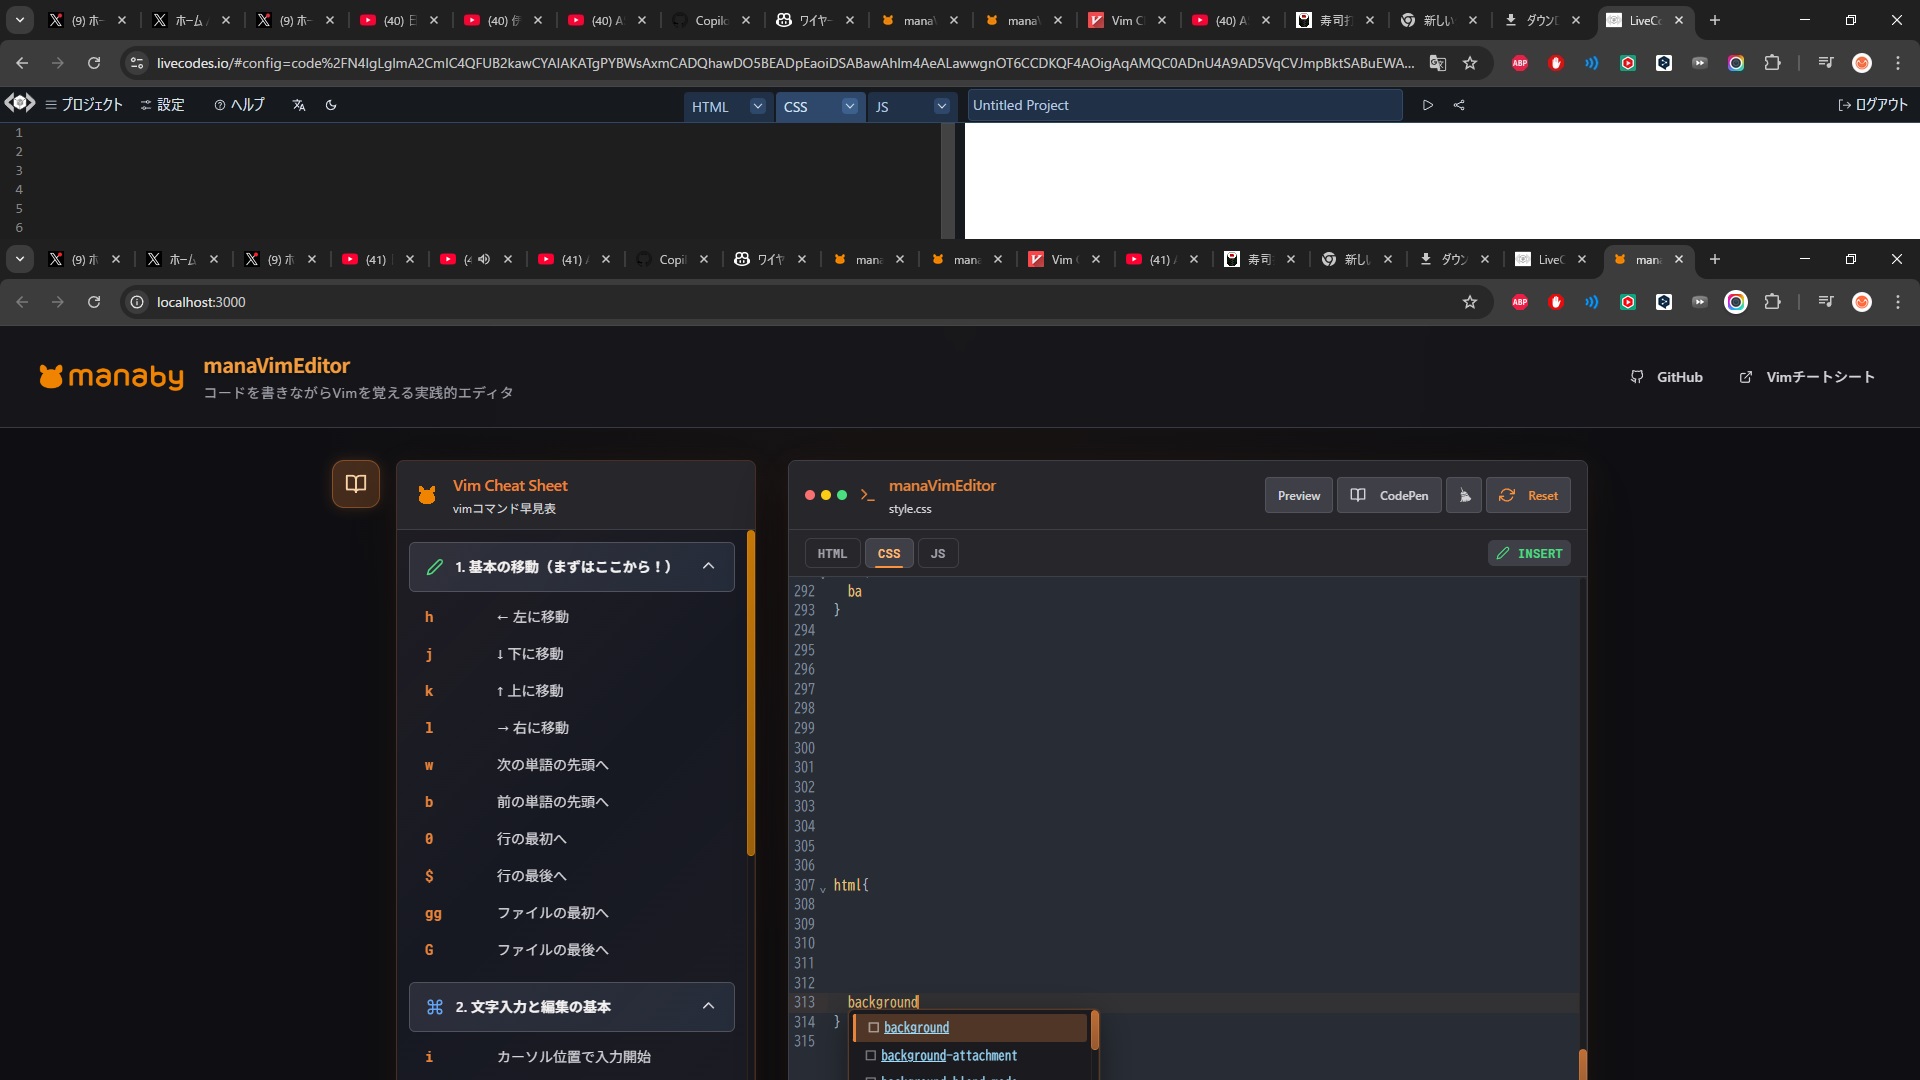 (9) ホー
ホーム /
(9) ホー
(40) E
(40) 侍
(40) A
Copilo
ワイヤー
mana
mana
Vim C
(40) A
寿司打
新しい
ダウン
LiveCo
livecodes.io/#config=code%2FN4IgLgIgmA2CmIC4QFUB2kawCYAIAKATgPYBWsAxmCADQhawDO5BEADpEaoiDSABawAhIm4AeALawwgnOT6CCDKQF4AOigAqAMQC0ADnU4A9AD5VqCVJmpBktSABuEWA...
プロジェクト
設定
ヘルプ
HTML
CSS
JS
Untitled Project
ログアウト
1
2
3
4
5
6
(9) ホ
ホーム
(9) ホ
(41)
(4
(41)
Copil
ワイヤ
mana
mana
Vim
(41)
寿司
新し
ダウン
LiveC
mana
localhost:3000
manaby
manaVimEditor
コードを書きながらVimを覚える実践的エディタ
GitHub
Vimチートシート
Vim Cheat Sheet
vimコマンド早見表
1. 基本の移動（まずはここから！）
h ← 左に移動
j ↓ 下に移動
k ↑ 上に移動
l → 右に移動
w 次の単語の先頭へ
b 前の単語の先頭へ
0 行の最初へ
$ 行の最後へ
gg ファイルの最初へ
G ファイルの最後へ
2. 文字入力と編集の基本
i カーソル位置で入力開始
manaVimEditor
style.css
Preview
CodePen
Reset
HTML
CSS
JS
INSERT
292 ba
293 }
294
295
296
297
298
299
300
301
302
303
304
305
306
307 html{
308
309
310
311
312
313 background
314 }
315
background
background-attachment
background-blend-mode